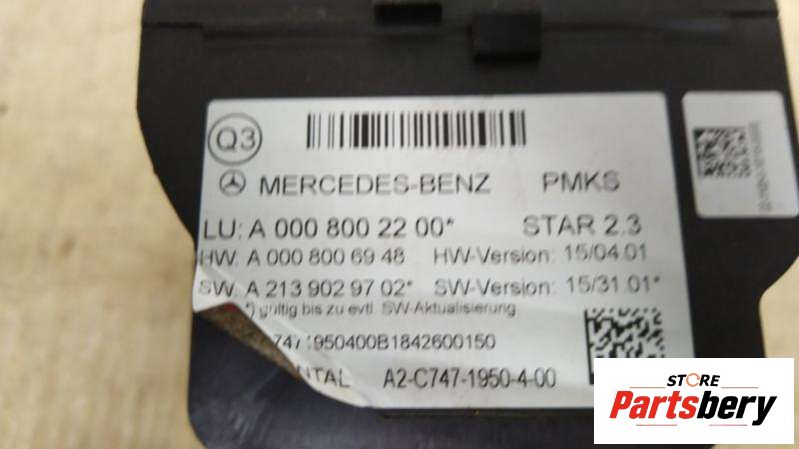 Q3
MERCEDES-BENZ PMKS
LU: A 000 800 22 00* STAR 2.3
HW: A 000 800 69 48 HW-Version: 15/04.01
SW: A 213 902 97 02* SW-Version: 15/31.01*
*) gültig bis zu evtl. SW-Aktualisierung
950400B1842600150
A2-C747-1950-4-00
STORE
Partsbery